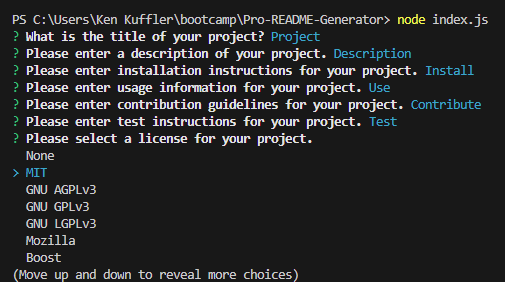 PS C:\Users\Ken Kuffler\bootcamp\Pro-README-Generator> node index.js
? What is the title of your project? Project
? Please enter a description of your project. Description
? Please enter installation instructions for your project. Install
? Please enter usage information for your project. Use
? Please enter contribution guidelines for your project. Contribute
? Please enter test instructions for your project. Test
? Please select a license for your project.
None
> MIT
GNU AGPLv3
GNU GPLv3
GNU LGPLv3
Mozilla
Boost
(Move up and down to reveal more choices)